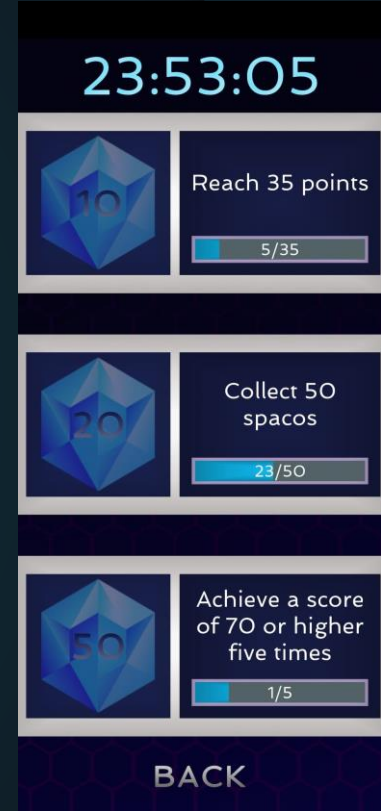 23:53:05
10
Reach 35 points
5/35
20
Collect 50
spacos
23/50
50
Achieve a score
of 70 or higher
five times
1/5
BACK